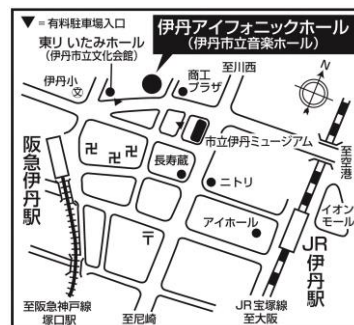 ▼=有料駐車場入口
伊丹アイフォニックホール
(伊丹市立音楽ホール)
東リ いたみホール
(伊丹市立文化会館)
至川西
N
伊丹小
文
商工
プラザ
市立伊丹ミュージアム
至空港
阪急伊丹駅
長寿蔵
ニトリ
イオン
モール
アイホール
JR伊丹駅
至阪急神戸線
塚口駅
至尼崎
JR宝塚線
至大阪